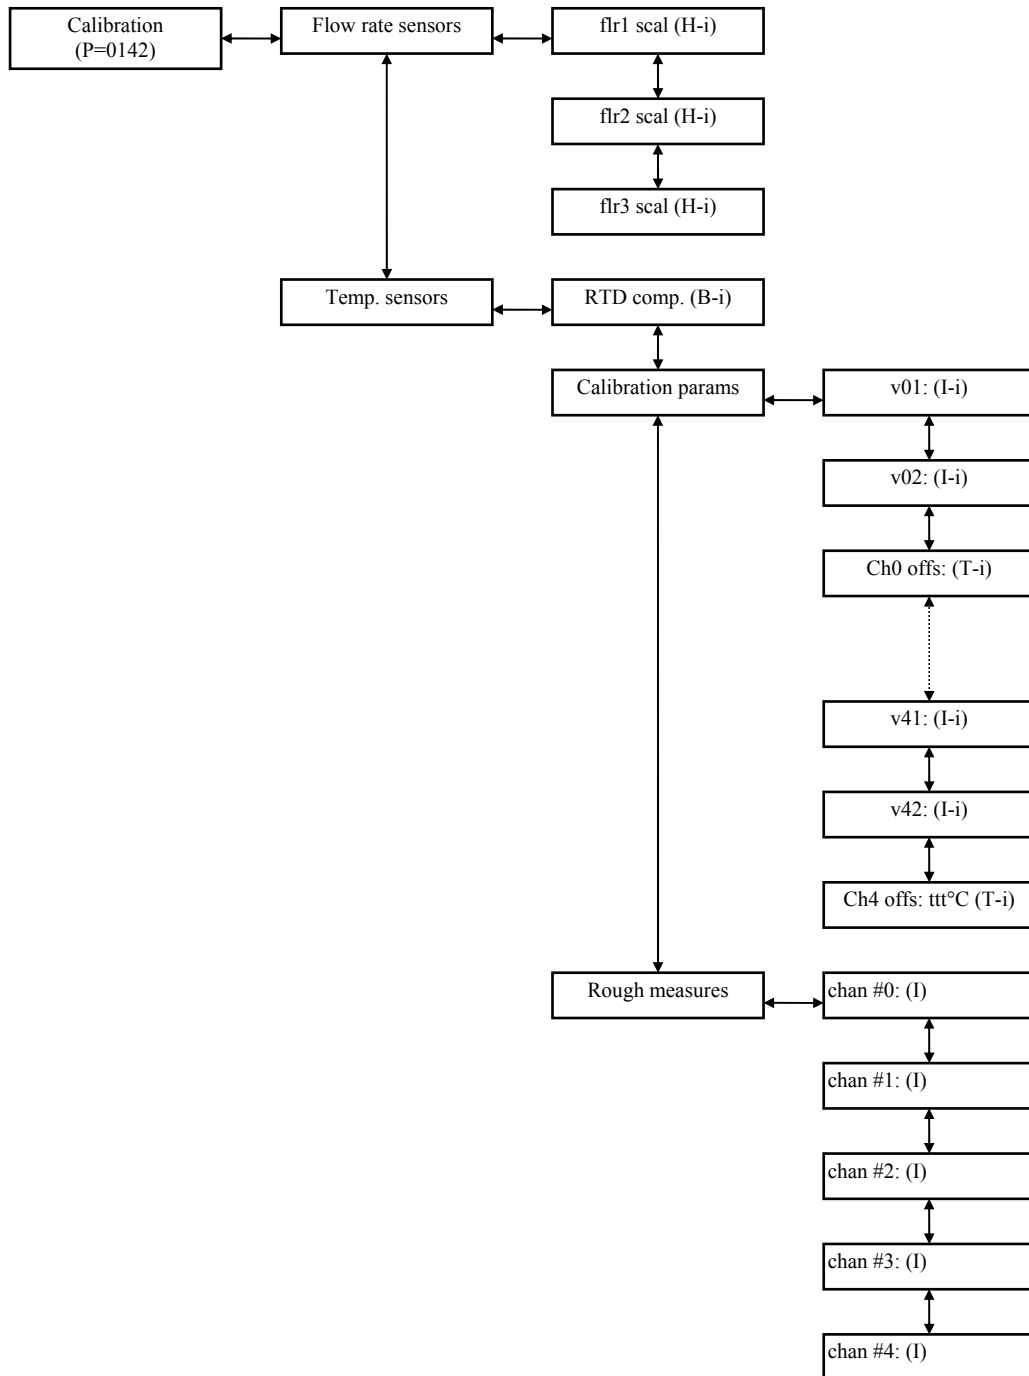 Calibration
(P=0142)
Flow rate sensors
flr1 scal (H-i)
flr2 scal (H-i)
flr3 scal (H-i)
Temp. sensors
RTD comp. (B-i)
Calibration params
v01: (I-i)
v02: (I-i)
Ch0 offs: (T-i)
v41: (I-i)
v42: (I-i)
Ch4 offs: ttt°C (T-i)
Rough measures
chan #0: (I)
chan #1: (I)
chan #2: (I)
chan #3: (I)
chan #4: (I)